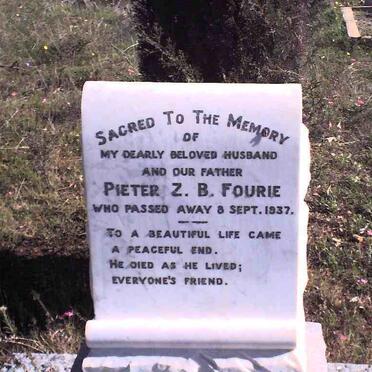 Sacred To The Memory
OF
MY DEARLY BELOVED HUSBAND
AND OUR FATHER
PIETER Z. B. FOURIE
WHO PASSED AWAY 8 SEPT. 1937.
TO A BEAUTIFUL LIFE CAME
A PEACEFUL END.
HE DIED AS HE LIVED;
EVERYONE'S FRIEND.